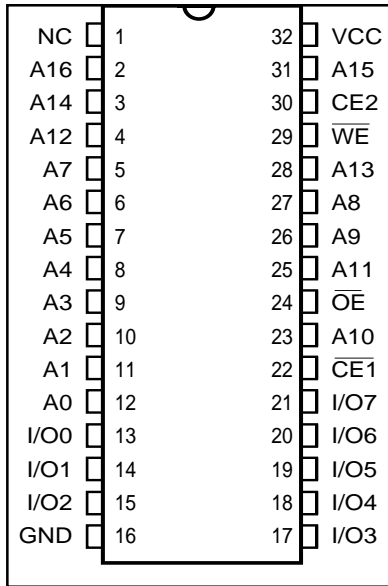 NC 1 32 VCC
A16 2 31 A15
A14 3 30 CE2
A12 4 29 W̅E̅
A7 5 28 A13
A6 6 27 A8
A5 7 26 A9
A4 8 25 A11
A3 9 24 O̅E̅
A2 10 23 A10
A1 11 22 C̅E̅1̅
A0 12 21 I/O7
I/O0 13 20 I/O6
I/O1 14 19 I/O5
I/O2 15 18 I/O4
GND 16 17 I/O3